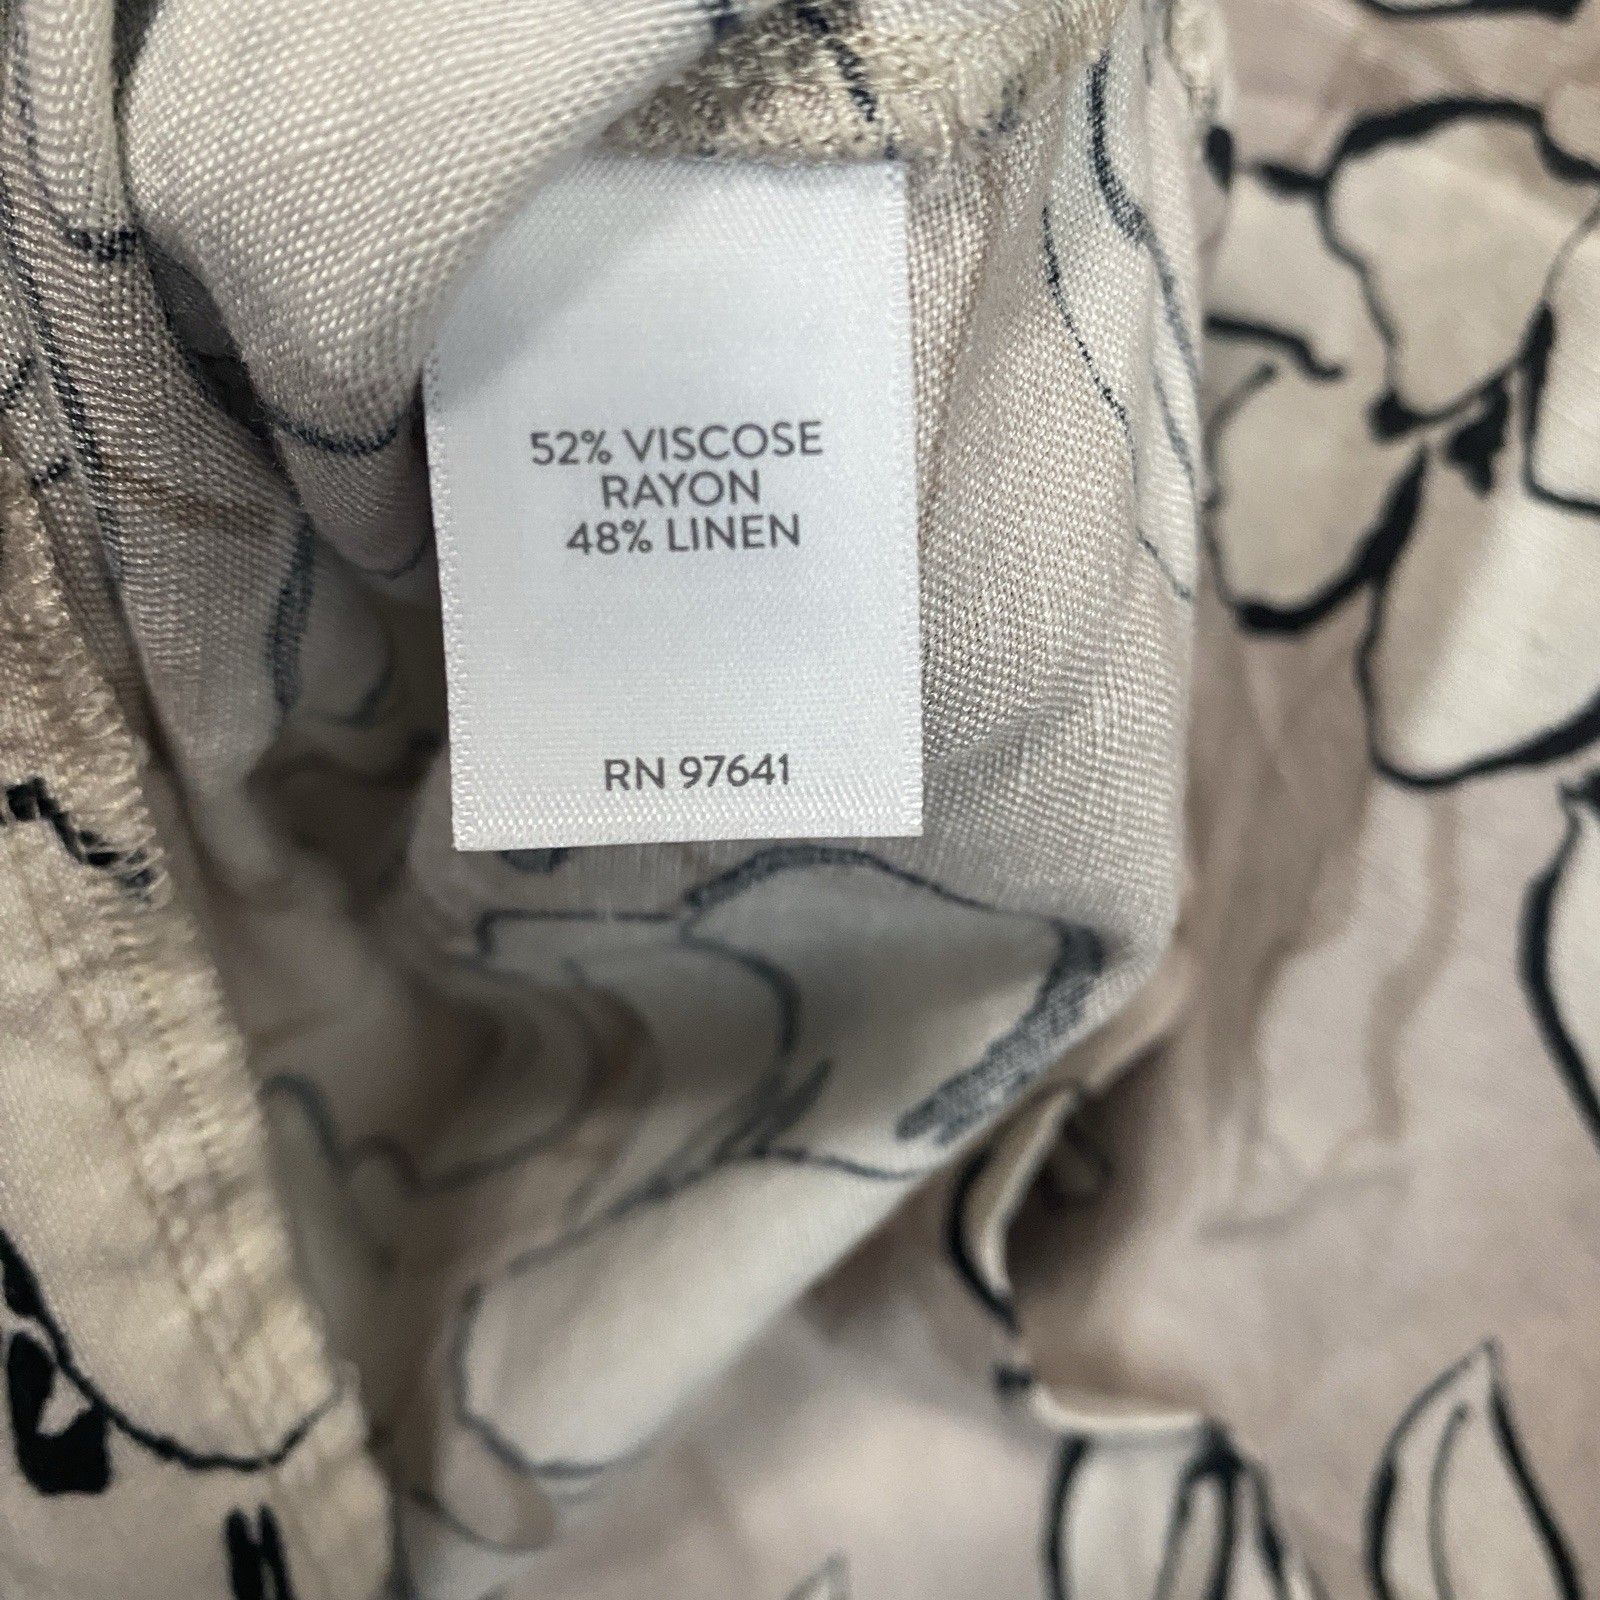 52% VISCOSE
RAYON
48% LINEN
RN 97641